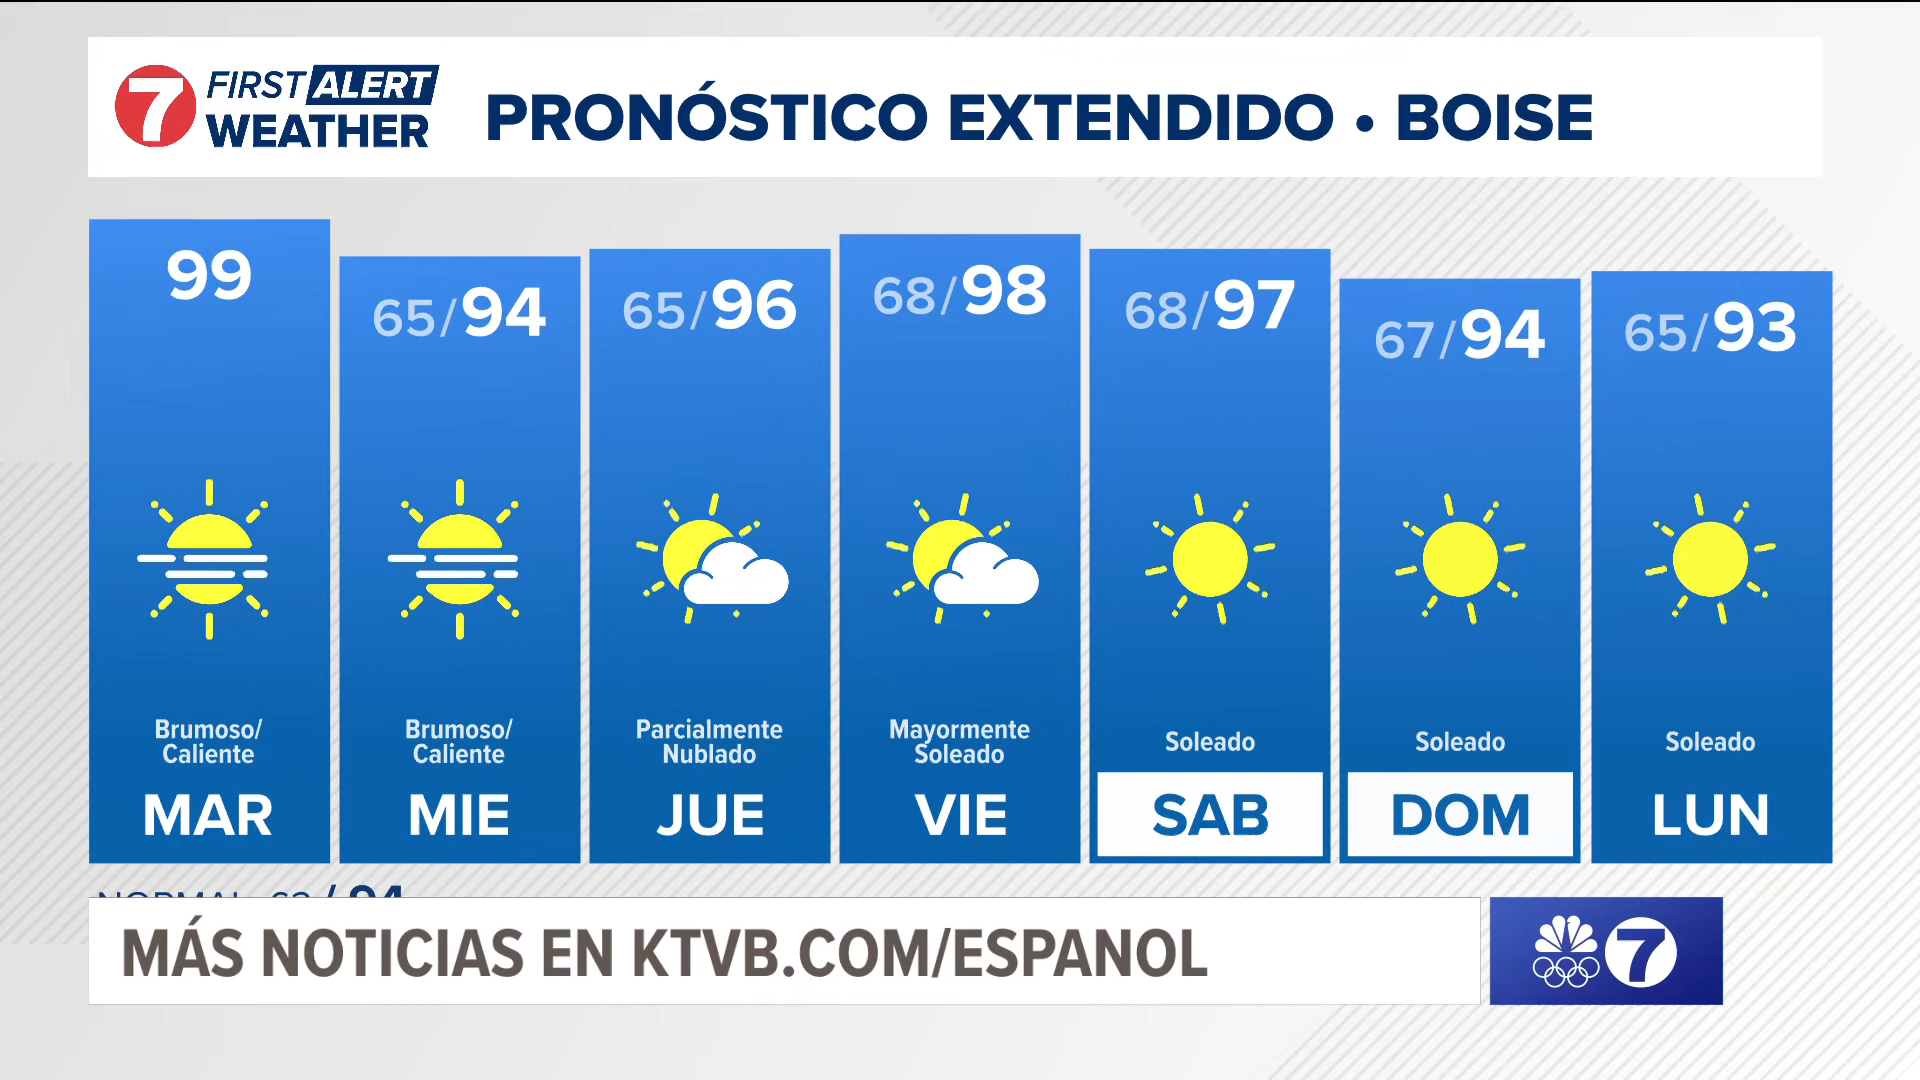 7 FIRST ALERT
WEATHER
PRONÓSTICO EXTENDIDO • BOISE
99
Brumoso/
Caliente
MAR
65/94
Brumoso/
Caliente
MIE
65/96
Parcialmente
Nublado
JUE
68/98
Mayormente
Soleado
VIE
68/97
Soleado
SAB
67/94
Soleado
DOM
65/93
Soleado
LUN
MÁS NOTICIAS EN KTVB.COM/ESPANOL
7